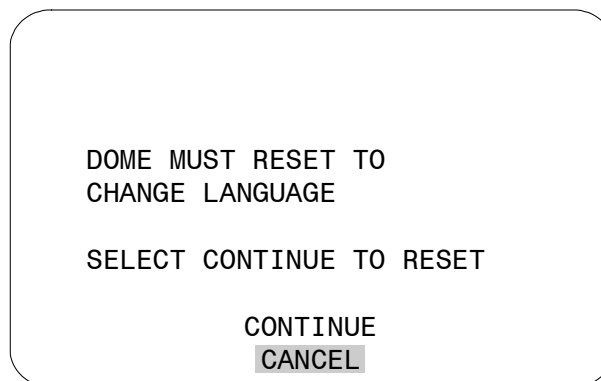 DOME MUST RESET TO
CHANGE LANGUAGE
SELECT CONTINUE TO RESET
CONTINUE
CANCEL